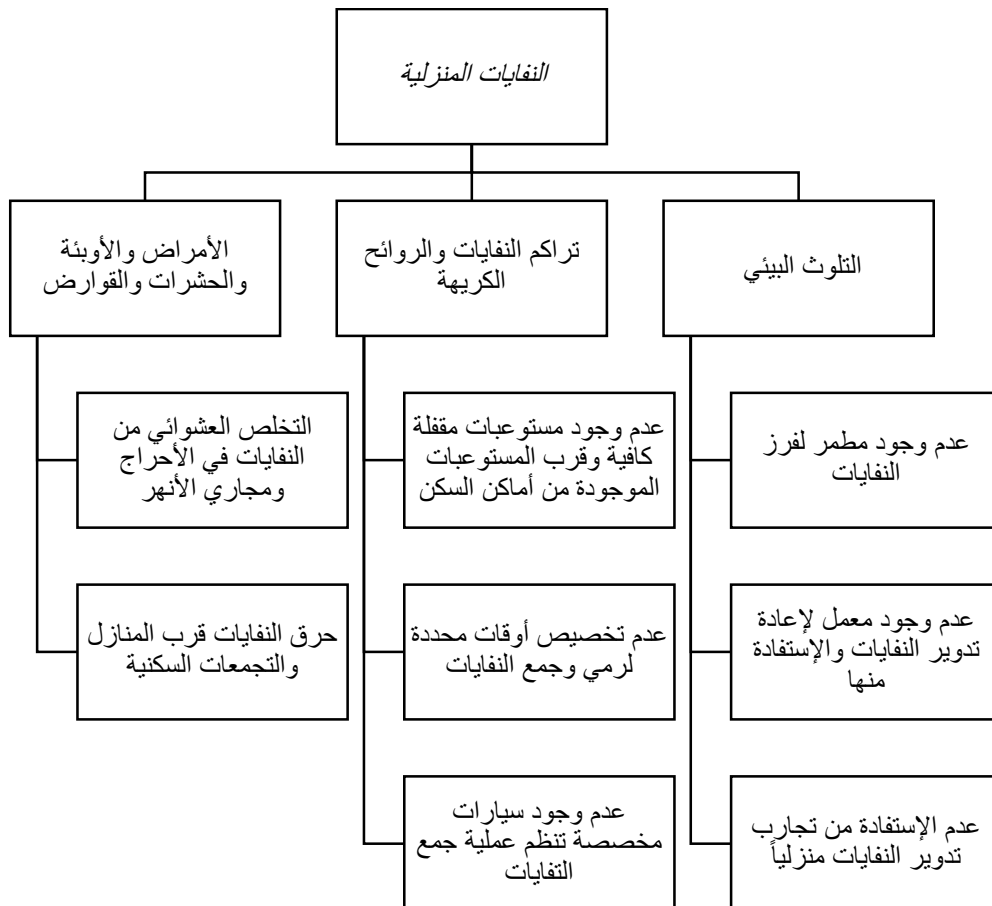 النفايات المنزلية
التلوث البيئي
تراكم النفايات والروائح
الكريهة
الأمراض والأوبئة
والحشرات والقوارض
عدم وجود مطمر لفرز
النفايات
عدم وجود معمل لإعادة
تدوير النفايات والإستفادة
منها
عدم الإستفادة من تجارب
تدوير النفايات منزلياً
عدم وجود مستوعبات مقفلة
كافية وقرب المستوعبات
الموجودة من أماكن السكن
عدم تخصيص أوقات محددة
لرمي وجمع النفايات
عدم وجود سيارات
مخصصة تنظم عملية جمع
التفايات
التخلص العشوائي من
النفايات في الأحراج
ومجاري الأنهر
حرق النفايات قرب المنازل
والتجمعات السكنية